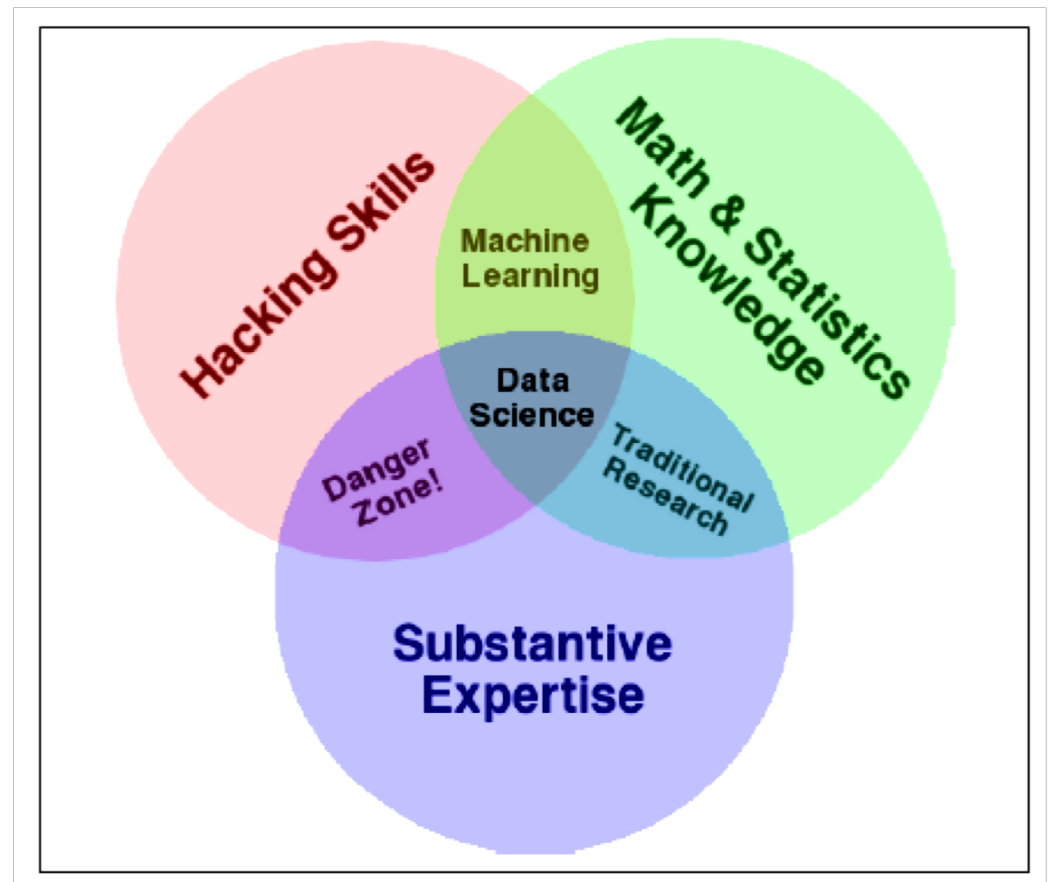 Hacking Skills
Math & Statistics
Knowledge
Machine
Learning
Data
Science
Danger
Zone!
Traditional
Research
Substantive
Expertise